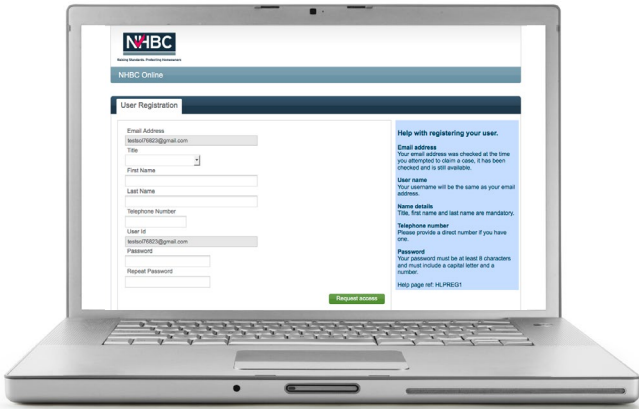 NHBC
Raising Standards. Protecting Homeowners
NHBC Online
User Registration
Email Address
testsol76823@gmail.com
Title
First Name
Last Name
Telephone Number
User Id
testsol76823@gmail.com
Password
Repeat Password
Request access
Help with registering your user.
Email address
Your email address was checked at the time
you attempted to claim a case, it has been
checked and is still available.
User name
Your username will be the same as your email
address.
Name details
Title, first name and last name are mandatory.
Telephone number
Please provide a direct number if you have
one.
Password
Your password must be at least 8 characters
and must include a capital letter and a
number.
Help page ref: HLPREG1